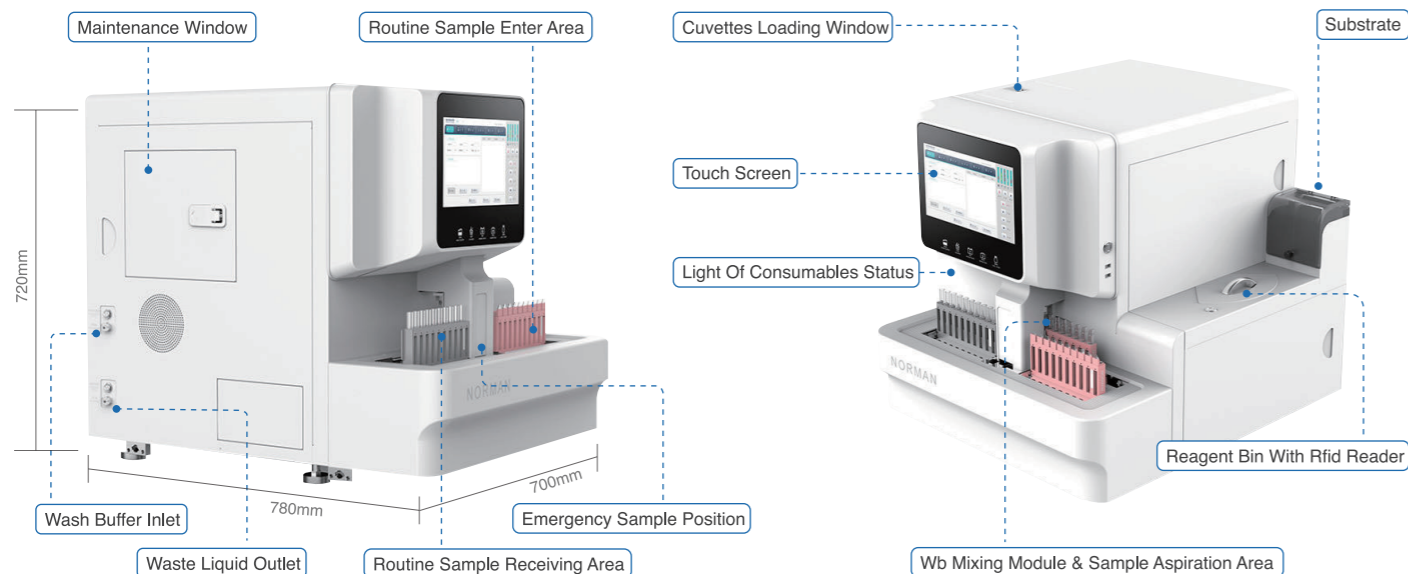 Maintenance Window
Routine Sample Enter Area
Cuvettes Loading Window
Substrate
Touch Screen
Light Of Consumables Status
720mm
NORMAN
NORMAN
Reagent Bin With Rfid Reader
700mm
780mm
Wash Buffer Inlet
Emergency Sample Position
Waste Liquid Outlet
Routine Sample Receiving Area
Wb Mixing Module & Sample Aspiration Area